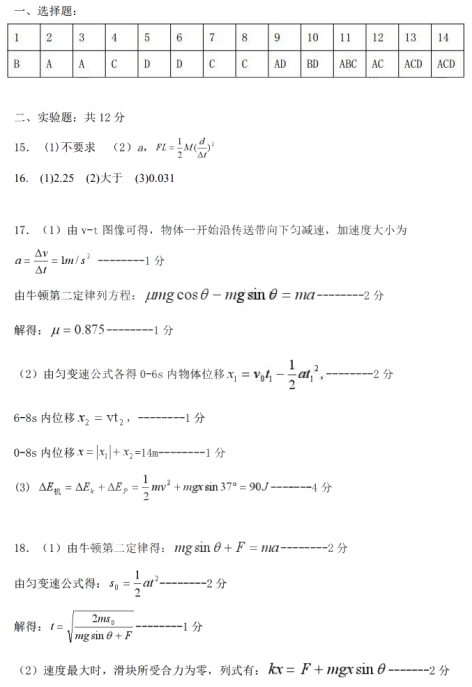 一、选择题:
1 2 3 4 5 6 7 8 9 10 11 12 13 14
B A A C D D C C AD BD ABC AC ACD ACD
二、实验题:共 12 分
15. (1)不要求 (2) a, FL = 1/2 M(d/Δt)²
16. (1)2.25 (2)大于 (3)0.031
17. (1)由 v-t 图像可得,物体一开始沿传送带向下匀减速,加速度大小为
a = Δv/Δt = 1m/s² --------1 分
由牛顿第二定律列方程: μmg cos θ − mg sin θ = ma--------2 分
解得: μ = 0.875--------1 分
(2)由匀变速公式各得 0-6s 内物体位移 x₁ = v₀t₁ − 1/2 at₁², --------2 分
6-8s 内位移 x₂ = vt₂, --------1 分
0-8s 内位移 x = |x₁| + x₂ =14m--------1 分
(3) ΔE机 = ΔEₖ + ΔEₚ = 1/2 mv² + mgx sin 37° = 90J -------4 分
18. (1)由牛顿第二定律得: mg sin θ + F = ma--------2 分
由匀变速公式得: s₀ = 1/2 at²--------2 分
解得: t = √(2ms₀/(mg sin θ + F)) --------1 分
(2)速度最大时,滑块所受合力为零,列式有: kx = F + mgx sin θ -------2 分